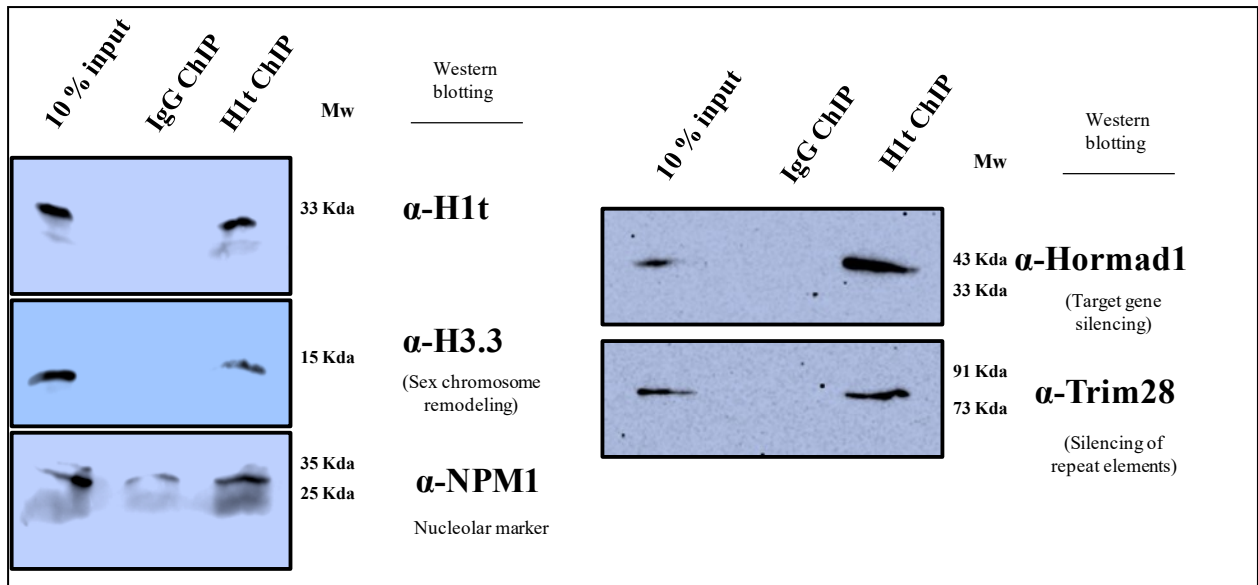 10 % input
IgG ChIP
H1t ChIP
Mw
Western
blotting
33 Kda
α-H1t
15 Kda
α-H3.3
(Sex chromosome
remodeling)
35 Kda
25 Kda
α-NPM1
Nucleolar marker
10 % input
IgG ChIP
H1t ChIP
Mw
Western
blotting
43 Kda
33 Kda
α-Hormad1
(Target gene
silencing)
91 Kda
73 Kda
α-Trim28
(Silencing of
repeat elements)